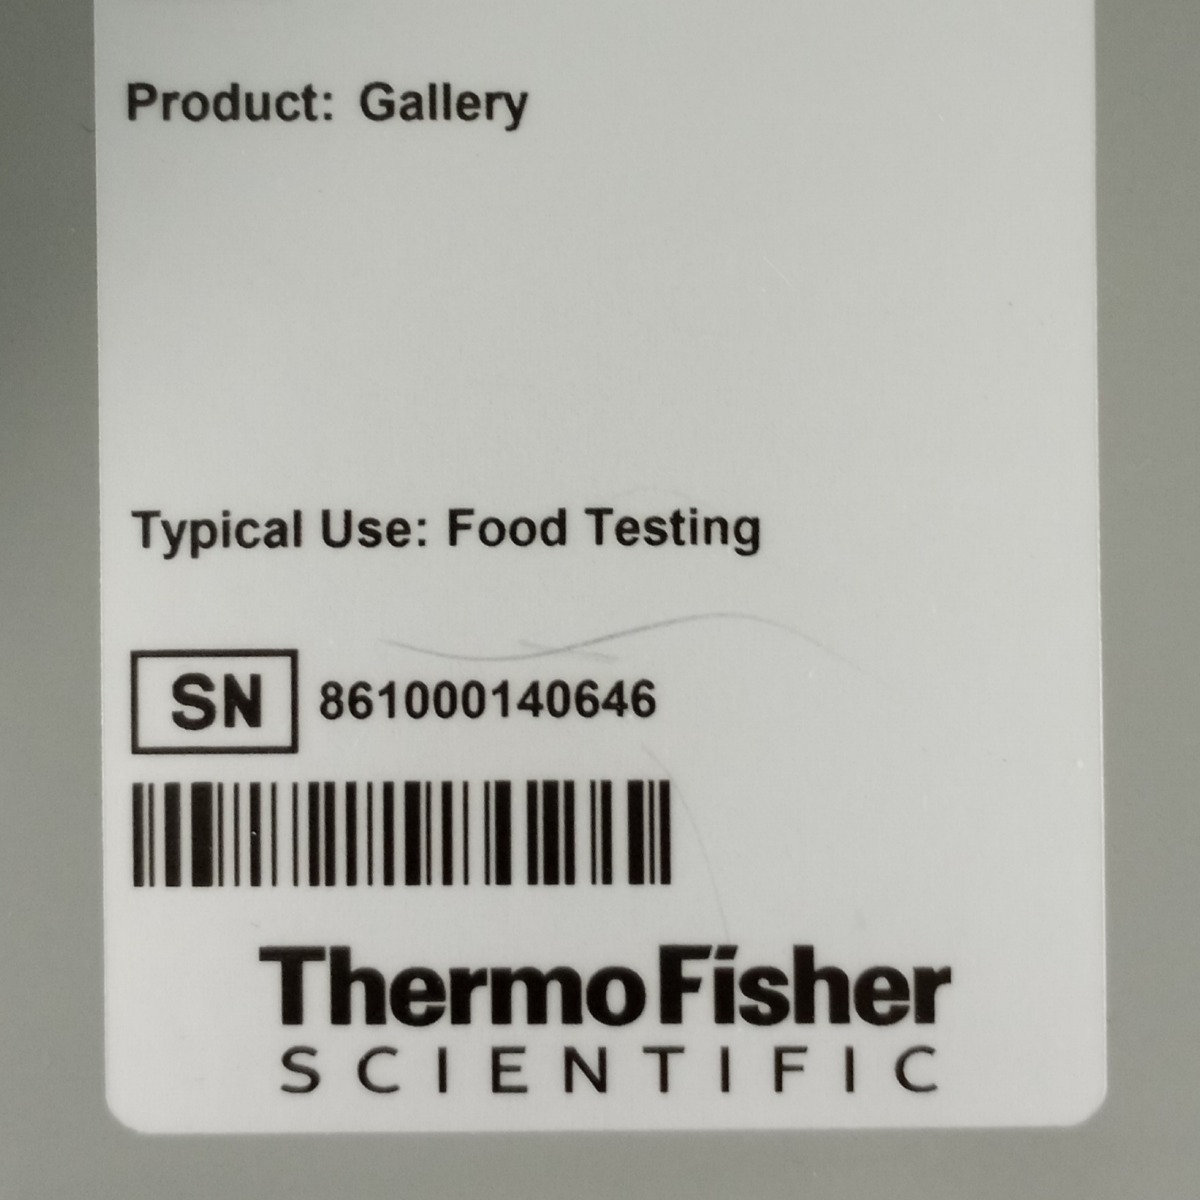 Product: Gallery
Typical Use: Food Testing
SN 861000140646
ThermoFisher
SCIENTIFIC